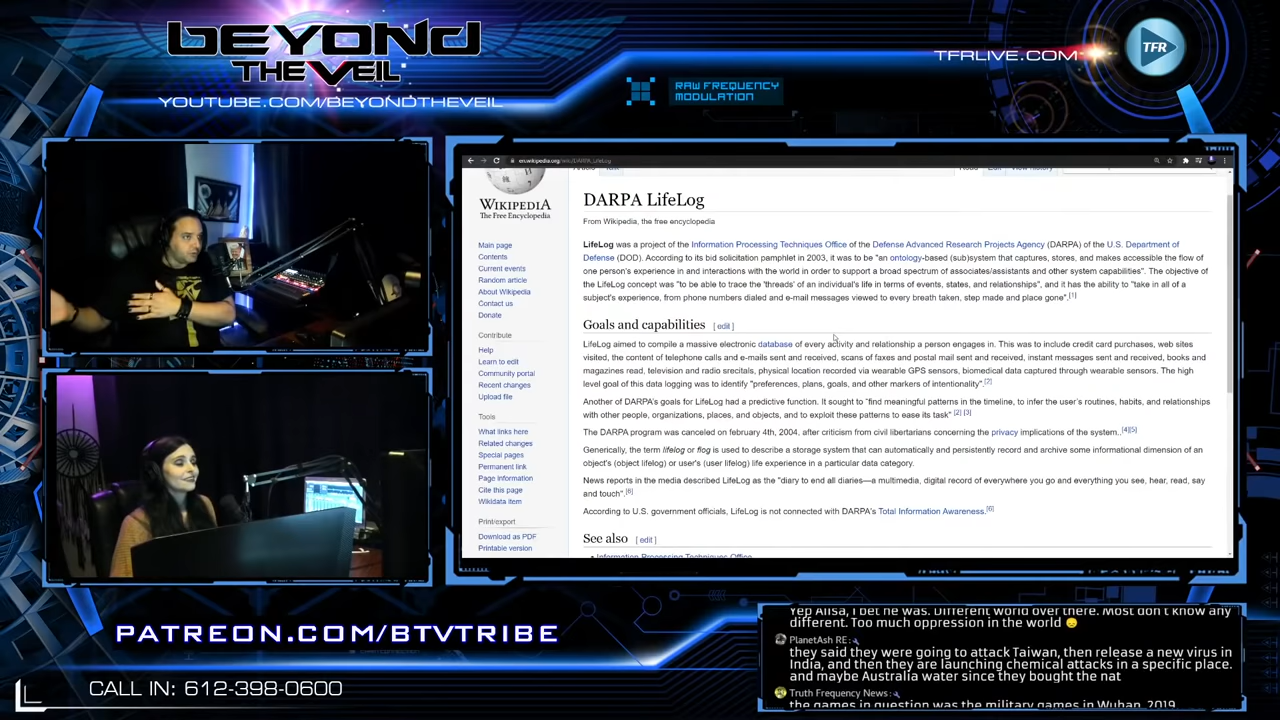 BEYOND
THE VEIL
YOUTUBE.COM/BEYONDTHEVEIL
RAW FREQUENCY
MODULATION
TFRLIVE.COM
TFR
en.wikipedia.org/wiki/DARPA_LifeLog
WIKIPEDIA
The Free Encyclopedia
Main page
Contents
Current events
Random article
About Wikipedia
Contact us
Donate
Contribute
Help
Learn to edit
Community portal
Recent changes
Upload file
Tools
What links here
Related changes
Special pages
Permanent link
Page information
Cite this page
Wikidata item
Print/export
Download as PDF
Printable version
DARPA LifeLog
From Wikipedia, the free encyclopedia
LifeLog was a project of the Information Processing Techniques Office of the Defense Advanced Research Projects Agency (DARPA) of the U.S. Department of
Defense (DOD). According to its bid solicitation pamphlet in 2003, it was to be "an ontology-based (sub)system that captures, stores, and makes accessible the flow of
one person's experience in and interactions with the world in order to support a broad spectrum of associates/assistants and other system capabilities". The objective of
the LifeLog concept was "to be able to trace the 'threads' of an individual's life in terms of events, states, and relationships", and it has the ability to "take in all of a
subject's experience, from phone numbers dialed and e-mail messages viewed to every breath taken, step made and place gone".[1]
Goals and capabilities [ edit ]
LifeLog aimed to compile a massive electronic database of every activity and relationship a person engages in. This was to include credit card purchases, web sites
visited, the content of telephone calls and e-mails sent and received, scans of faxes and postal mail sent and received, instant messages sent and received, books and
magazines read, television and radio srecitals, physical location recorded via wearable GPS sensors, biomedical data captured through wearable sensors. The high
level goal of this data logging was to identify "preferences, plans, goals, and other markers of intentionality".[2]
Another of DARPA's goals for LifeLog had a predictive function. It sought to "find meaningful patterns in the timeline, to infer the user's routines, habits, and relationships
with other people, organizations, places, and objects, and to exploit these patterns to ease its task" [2] [3]
The DARPA program was canceled on february 4th, 2004, after criticism from civil libertarians concerning the privacy implications of the system..[4][5]
Generically, the term lifelog or flog is used to describe a storage system that can automatically and persistently record and archive some informational dimension of an
object's (object lifelog) or user's (user lifelog) life experience in a particular data category.
News reports in the media described LifeLog as the "diary to end all diaries—a multimedia, digital record of everywhere you go and everything you see, hear, read, say
and touch".[6]
According to U.S. government officials, LifeLog is not connected with DARPA's Total Information Awareness.[6]
See also [ edit ]
Information Processing Techniques Office
PATREON.COM/BTVTRIBE
CALL IN: 612-398-0600
Yep Alisa, I bet he was. Different world over there. Most don't know any
different. Too much oppression in the world 😞
PlanetAsh RE:
they said they were going to attack Taiwan, then release a new virus in
India, and then they are launching chemical attacks in a specific place.
and maybe Australia water since they bought the nat
Truth Frequency News:
the games in question was the military games in Wuhan, 2019